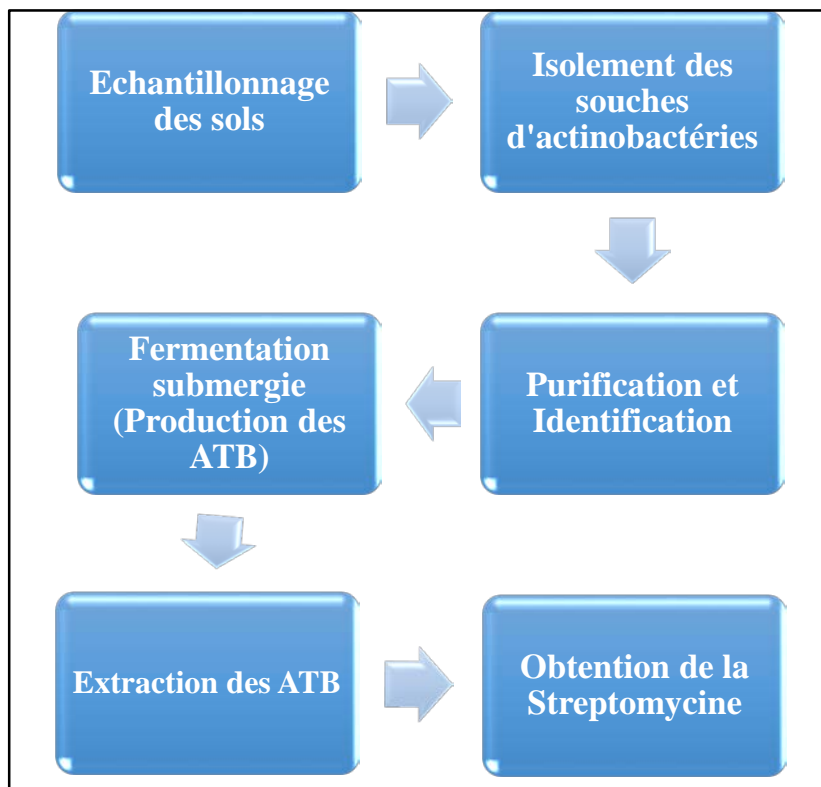 Echantillonnage
des sols
Isolement des
souches
d'actinobactéries
Purification et
Identification
Fermentation
submergie
(Production des
ATB)
Extraction des ATB
Obtention de la
Streptomycine